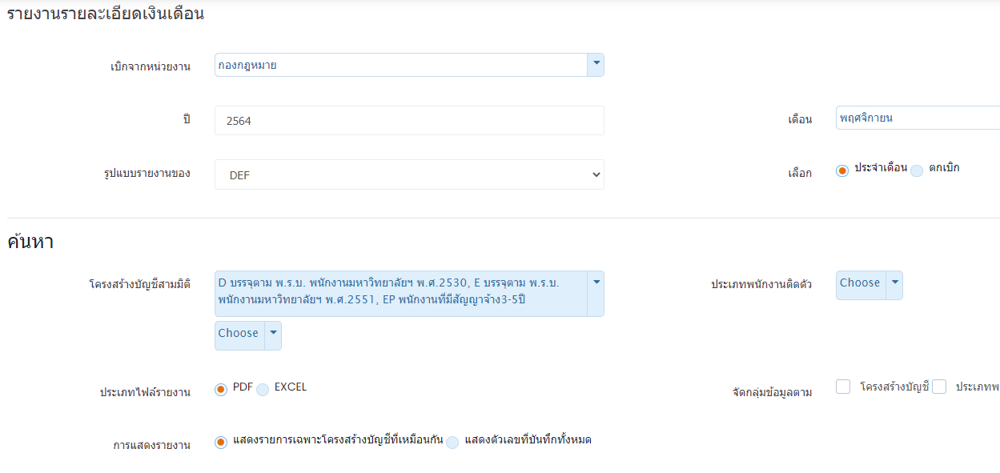 รายงานรายละเอียดเงินเดือน
เบิกจากหน่วยงาน กองกฎหมาย
ปี 2564 เดือน พฤศจิกายน
รูปแบบรายงานของ DEF เลือก ประจำเดือน ตกเบิก
ค้นหา
โครงสร้างบัญชีสามมิติ D บรรจุตาม พ.ร.บ. พนักงานมหาวิทยาลัยฯ พ.ศ.2530, E บรรจุตาม พ.ร.บ. ประเภทพนักงานติดตัว Choose
พนักงานมหาวิทยาลัยฯ พ.ศ.2551, EP พนักงานที่มีสัญญาจ้าง3-5ปี
Choose
ประเภทไฟล์รายงาน PDF EXCEL จัดกลุ่มข้อมูลตาม โครงสร้างบัญชี ประเภทพ
การแสดงรายงาน แสดงรายการเฉพาะโครงสร้างบัญชีที่เหมือนกัน แสดงตัวเลขที่บันทึกทั้งหมด